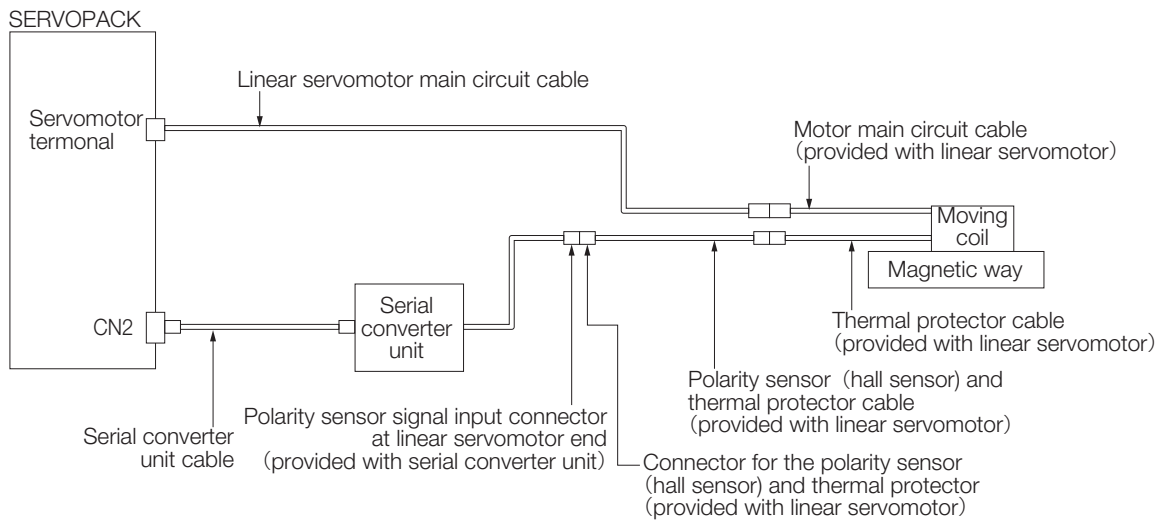 SERVOPACK
Linear servomotor main circuit cable
Servomotor
termonal
Motor main circuit cable
(provided with linear servomotor)
Moving
coil
Magnetic way
Serial
converter
unit
CN2
Thermal protector cable
(provided with linear servomotor)
Polarity sensor (hall sensor) and
thermal protector cable
(provided with linear servomotor)
Polarity sensor signal input connector
at linear servomotor end
(provided with serial converter unit)
Serial converter
unit cable
Connector for the polarity sensor
(hall sensor) and thermal protector
(provided with linear servomotor)